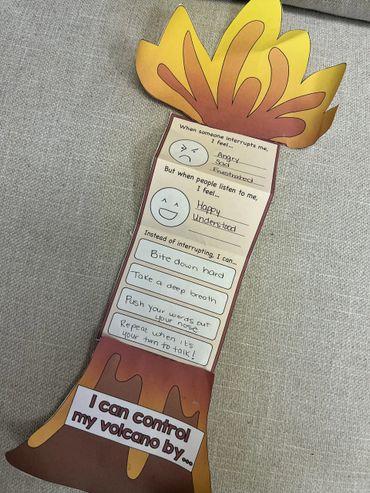 When someone interrupts me,
I feel...
Angry
Sad
Frustrated
But when people listen to me,
I feel...
Happy
Understood
Instead of interrupting, I can...
Bite down hard
Take a deep breath
Push your words out
your nose
Repeat when it's
your turn to talk!
I can control
my volcano by...